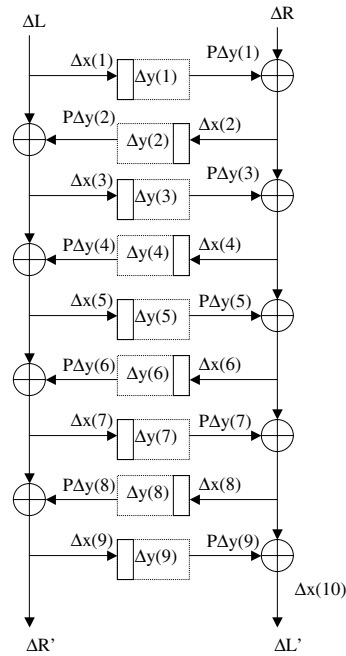 ΔL ΔR
Δx(1) Δy(1) PΔy(1)
PΔy(2) Δy(2) Δx(2)
Δx(3) Δy(3) PΔy(3)
PΔy(4) Δy(4) Δx(4)
Δx(5) Δy(5) PΔy(5)
PΔy(6) Δy(6) Δx(6)
Δx(7) Δy(7) PΔy(7)
PΔy(8) Δy(8) Δx(8)
Δx(9) Δy(9) PΔy(9)
Δx(10)
ΔR’ ΔL’